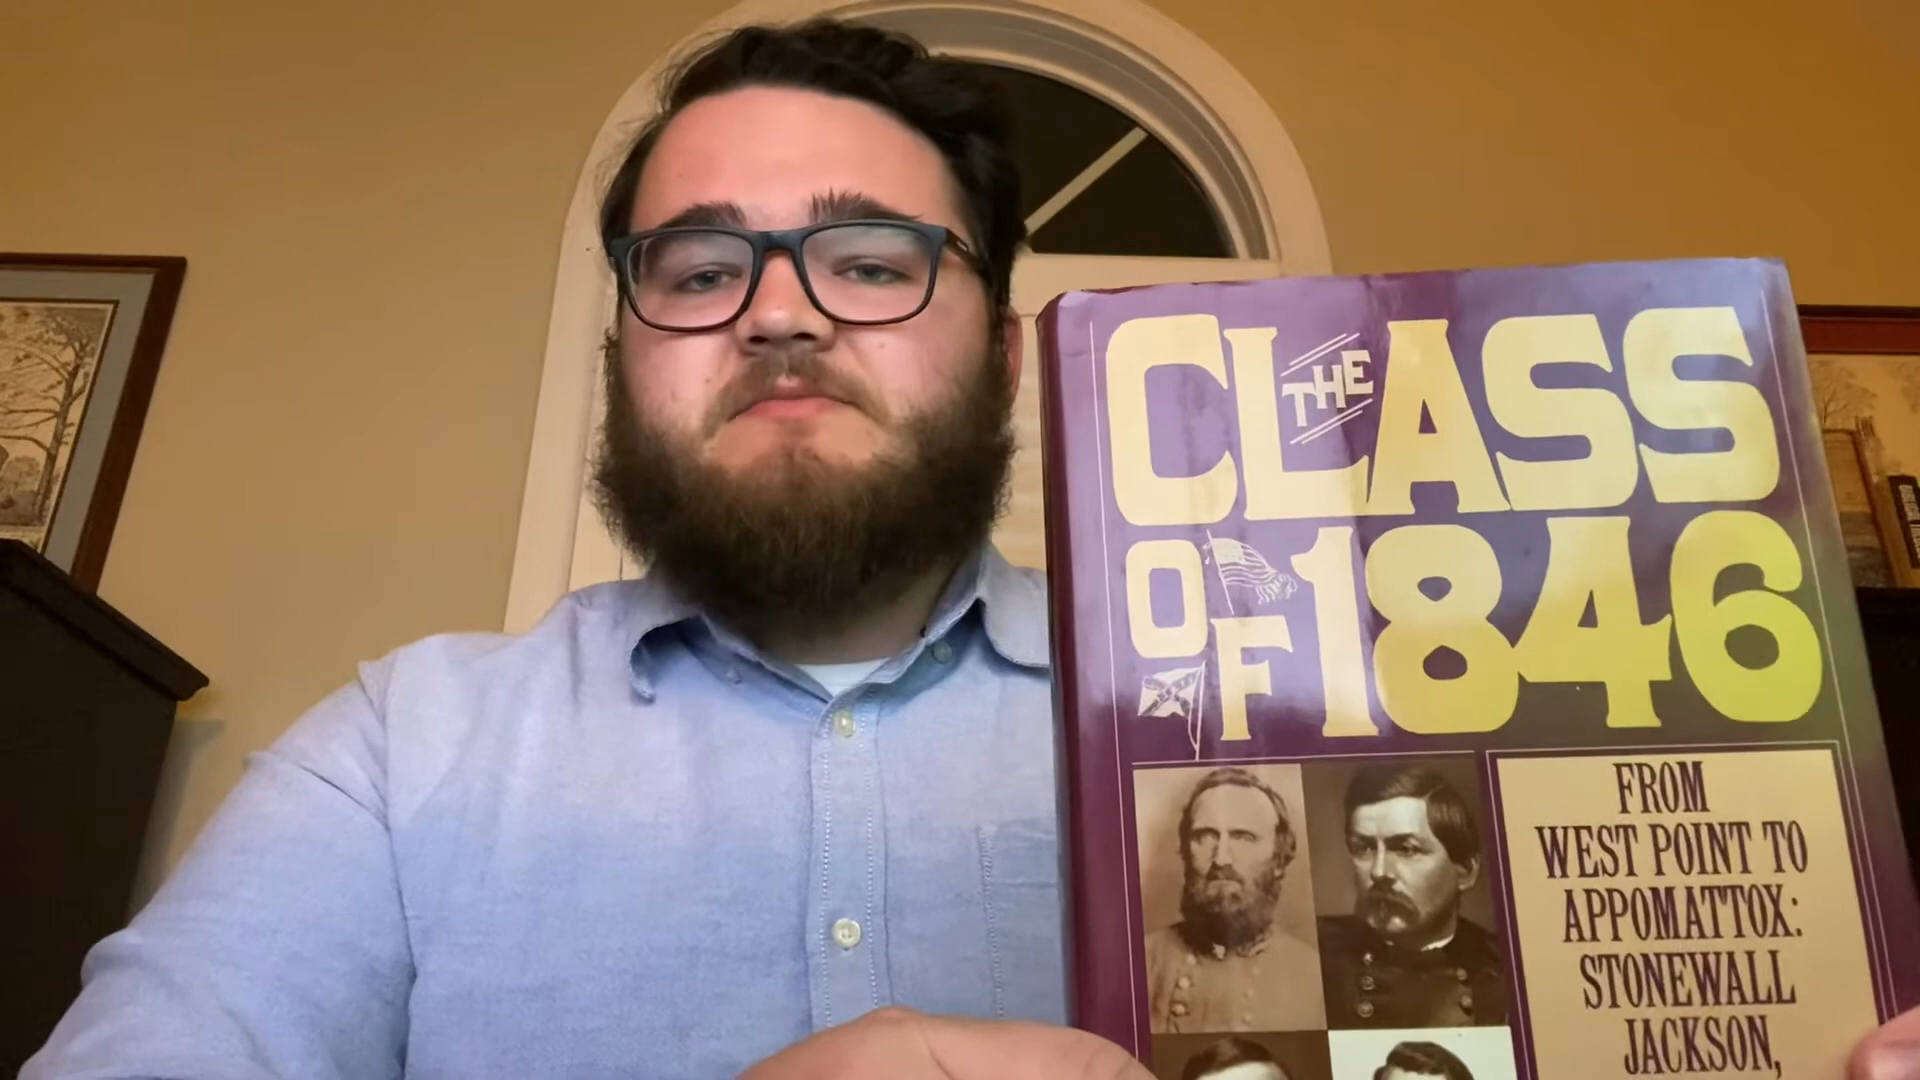 THE
CLASS
OF 1846
FROM
WEST POINT TO
APPOMATTOX:
STONEWALL
JACKSON,